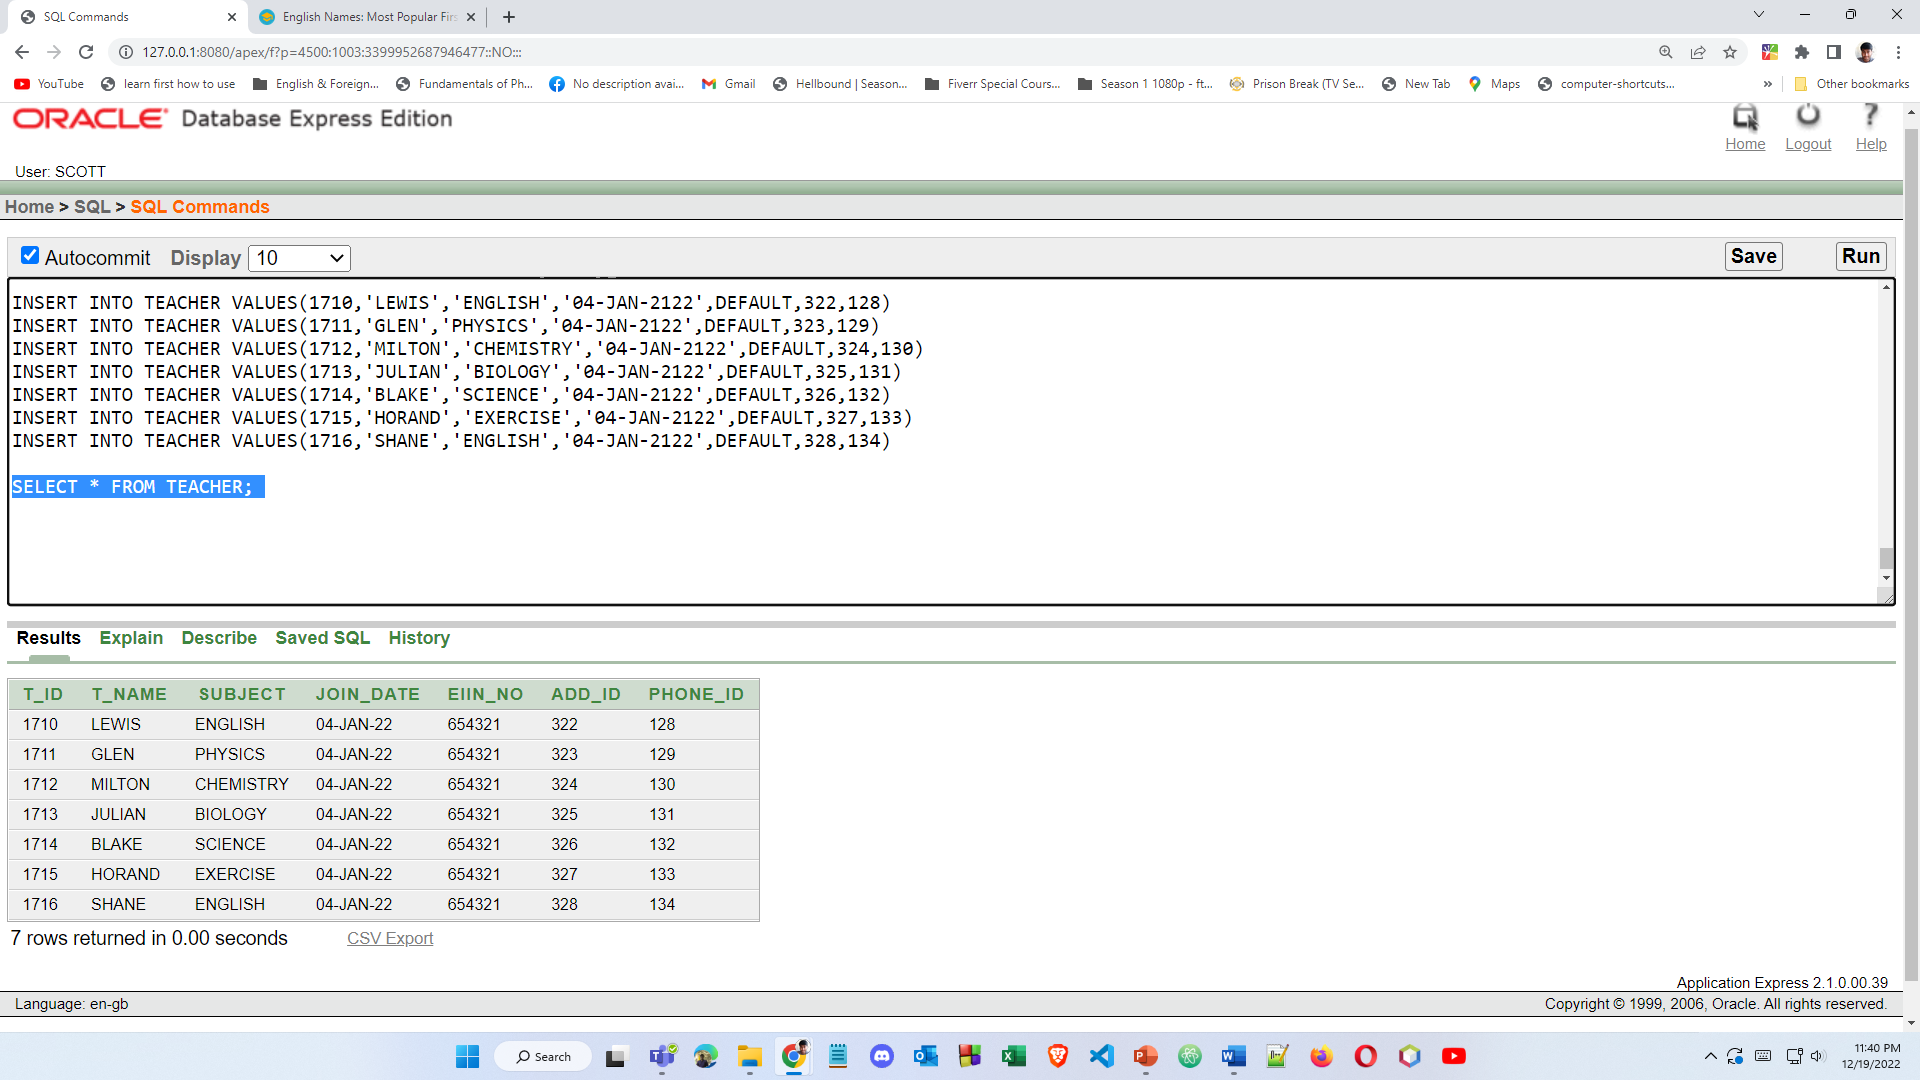 SQL Commands
English Names: Most Popular Firs
127.0.0.1:8080/apex/f?p=4500:1003:3399952687946477::NO:::
YouTube
learn first how to use
English & Foreign...
Fundamentals of Ph...
No description avai...
Gmail
Hellbound | Season...
Fiverr Special Cours...
Season 1 1080p - ft...
Prison Break (TV Se...
New Tab
Maps
computer-shortcuts...
»
Other bookmarks
ORACLE® Database Express Edition
Home Logout Help
User: SCOTT
Home > SQL > SQL Commands
Autocommit Display 10 Save Run
INSERT INTO TEACHER VALUES(1710,'LEWIS','ENGLISH','04-JAN-2122',DEFAULT,322,128)
INSERT INTO TEACHER VALUES(1711,'GLEN','PHYSICS','04-JAN-2122',DEFAULT,323,129)
INSERT INTO TEACHER VALUES(1712,'MILTON','CHEMISTRY','04-JAN-2122',DEFAULT,324,130)
INSERT INTO TEACHER VALUES(1713,'JULIAN','BIOLOGY','04-JAN-2122',DEFAULT,325,131)
INSERT INTO TEACHER VALUES(1714,'BLAKE','SCIENCE','04-JAN-2122',DEFAULT,326,132)
INSERT INTO TEACHER VALUES(1715,'HORAND','EXERCISE','04-JAN-2122',DEFAULT,327,133)
INSERT INTO TEACHER VALUES(1716,'SHANE','ENGLISH','04-JAN-2122',DEFAULT,328,134)
SELECT * FROM TEACHER;
Results Explain Describe Saved SQL History
T_ID T_NAME SUBJECT JOIN_DATE EIIN_NO ADD_ID PHONE_ID
1710 LEWIS ENGLISH 04-JAN-22 654321 322 128
1711 GLEN PHYSICS 04-JAN-22 654321 323 129
1712 MILTON CHEMISTRY 04-JAN-22 654321 324 130
1713 JULIAN BIOLOGY 04-JAN-22 654321 325 131
1714 BLAKE SCIENCE 04-JAN-22 654321 326 132
1715 HORAND EXERCISE 04-JAN-22 654321 327 133
1716 SHANE ENGLISH 04-JAN-22 654321 328 134
7 rows returned in 0.00 seconds CSV Export
Application Express 2.1.0.00.39
Language: en-gb Copyright © 1999, 2006, Oracle. All rights reserved.
Search
11:40 PM
12/19/2022